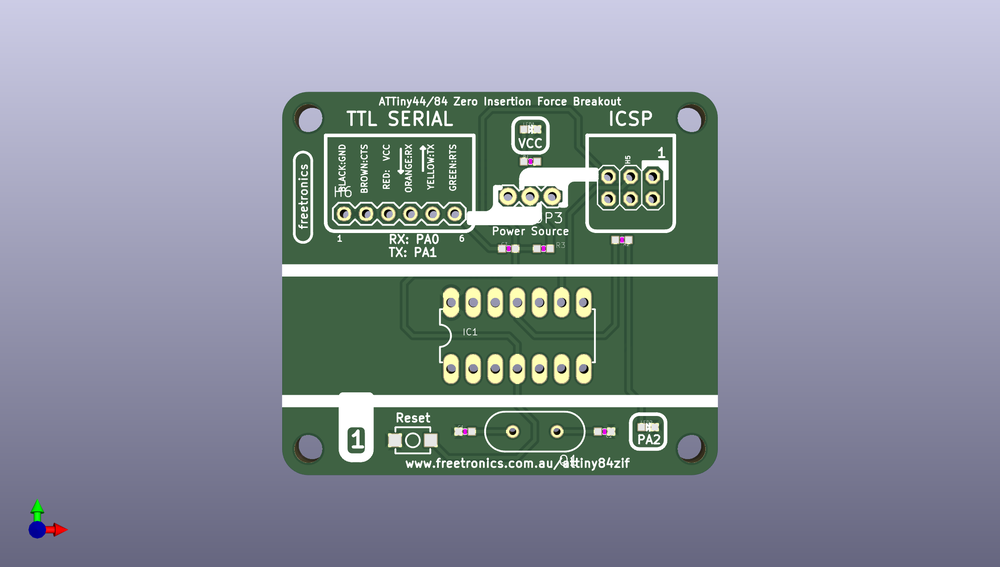 ATTiny44/84 Zero Insertion Force Breakout
TTL SERIAL
ICSP
VCC
freetronics
BLACK:GND
BROWN:CTS
RED: VCC
ORANGE:RX
YELLOW:TX
GREEN:RTS
H6
H5
1
JP3
Power Source
1
6
RX: PA0
TX: PA1
R3
IC1
1
Reset
PA2
www.freetronics.com.au/attiny84zif